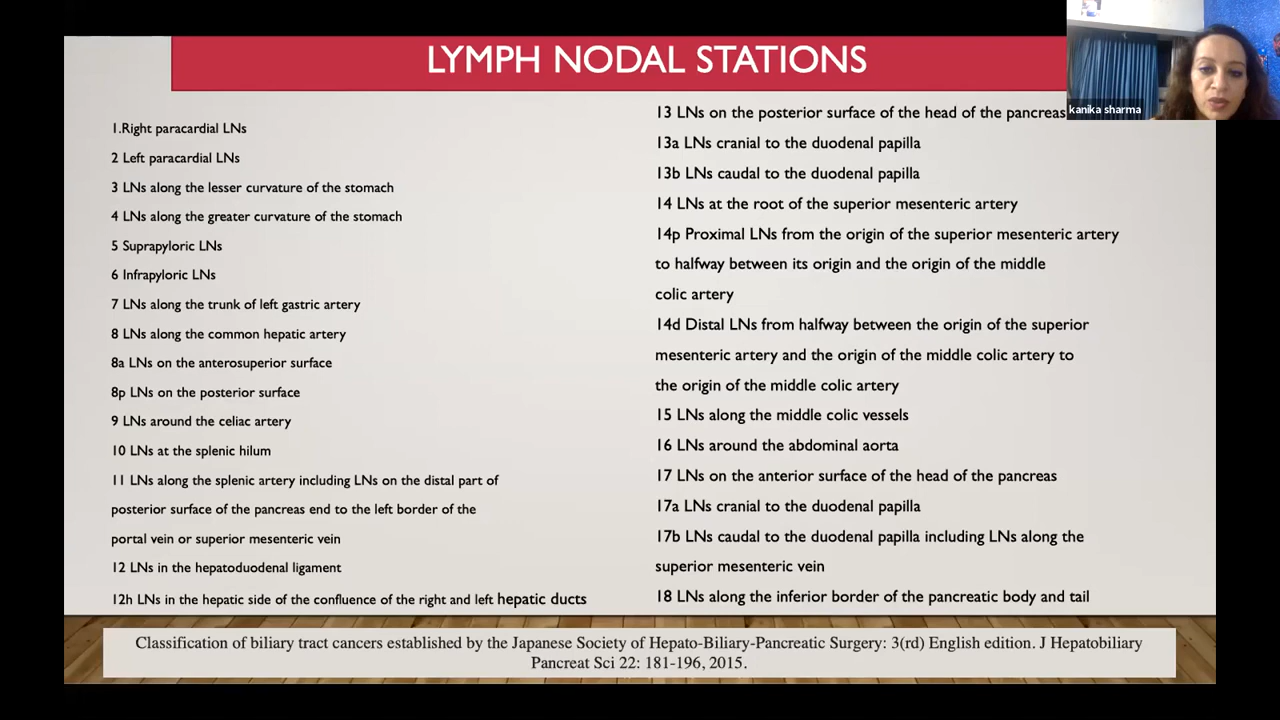 LYMPH NODAL STATIONS
kanika sharma
1.Right paracardial LNs
2 Left paracardial LNs
3 LNs along the lesser curvature of the stomach
4 LNs along the greater curvature of the stomach
5 Suprapyloric LNs
6 Infrapyloric LNs
7 LNs along the trunk of left gastric artery
8 LNs along the common hepatic artery
8a LNs on the anterosuperior surface
8p LNs on the posterior surface
9 LNs around the celiac artery
10 LNs at the splenic hilum
11 LNs along the splenic artery including LNs on the distal part of
posterior surface of the pancreas end to the left border of the
portal vein or superior mesenteric vein
12 LNs in the hepatoduodenal ligament
12h LNs in the hepatic side of the confluence of the right and left hepatic ducts
13 LNs on the posterior surface of the head of the pancreas
13a LNs cranial to the duodenal papilla
13b LNs caudal to the duodenal papilla
14 LNs at the root of the superior mesenteric artery
14p Proximal LNs from the origin of the superior mesenteric artery
to halfway between its origin and the origin of the middle
colic artery
14d Distal LNs from halfway between the origin of the superior
mesenteric artery and the origin of the middle colic artery to
the origin of the middle colic artery
15 LNs along the middle colic vessels
16 LNs around the abdominal aorta
17 LNs on the anterior surface of the head of the pancreas
17a LNs cranial to the duodenal papilla
17b LNs caudal to the duodenal papilla including LNs along the
superior mesenteric vein
18 LNs along the inferior border of the pancreatic body and tail
Classification of biliary tract cancers established by the Japanese Society of Hepato-Biliary-Pancreatic Surgery: 3(rd) English edition. J Hepatobiliary
Pancreat Sci 22: 181-196, 2015.